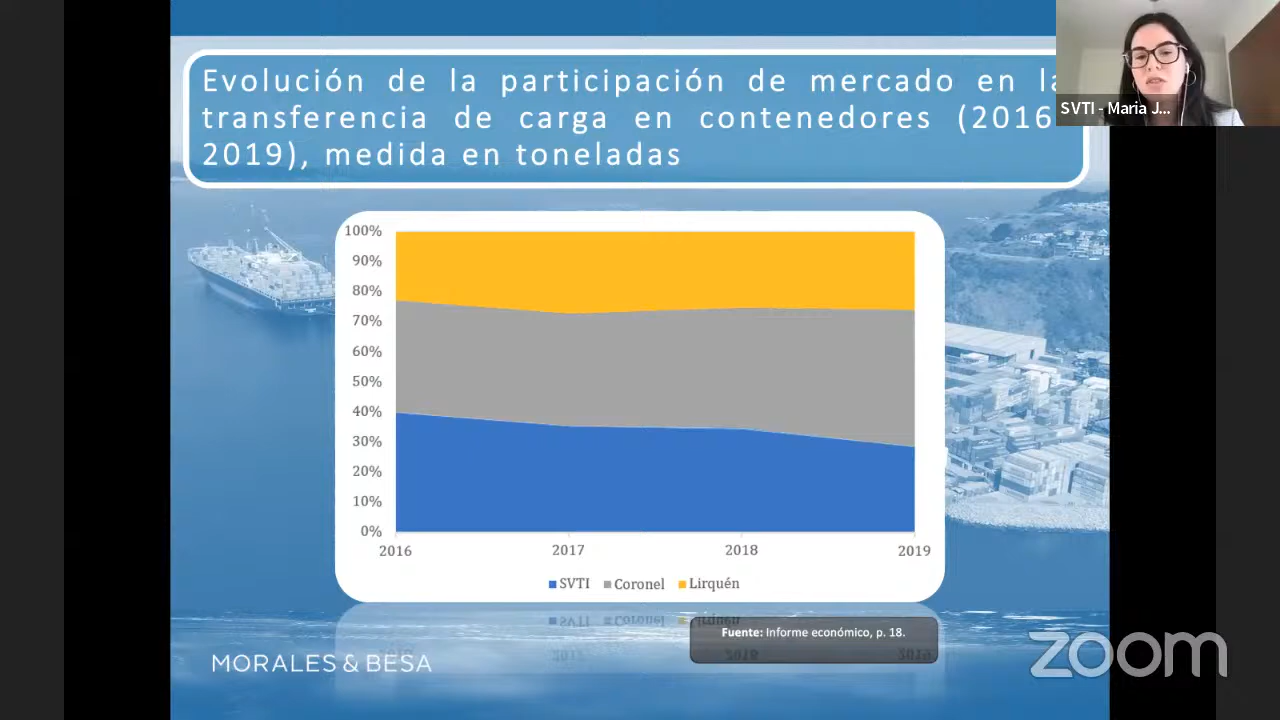 Evolución de la participación de mercado en la
transferencia de carga en contenedores (2016
2019), medida en toneladas
SVTI - Maria J...
100%
90%
80%
70%
60%
50%
40%
30%
20%
10%
0%
2016 2017 2018 2019
SVTI Coronel Lirquén
Fuente: Informe económico, p. 18.
MORALES & BESA
zoom